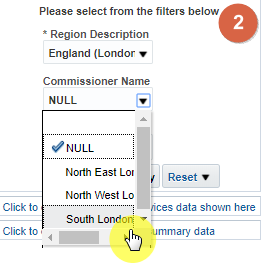 Please select from the filters below
2
* Region Description
England (London
Commissioner Name
NULL
NULL
North East Lo
North West Lo
South London
Reset
Click to vices data shown here
Click to ummary data